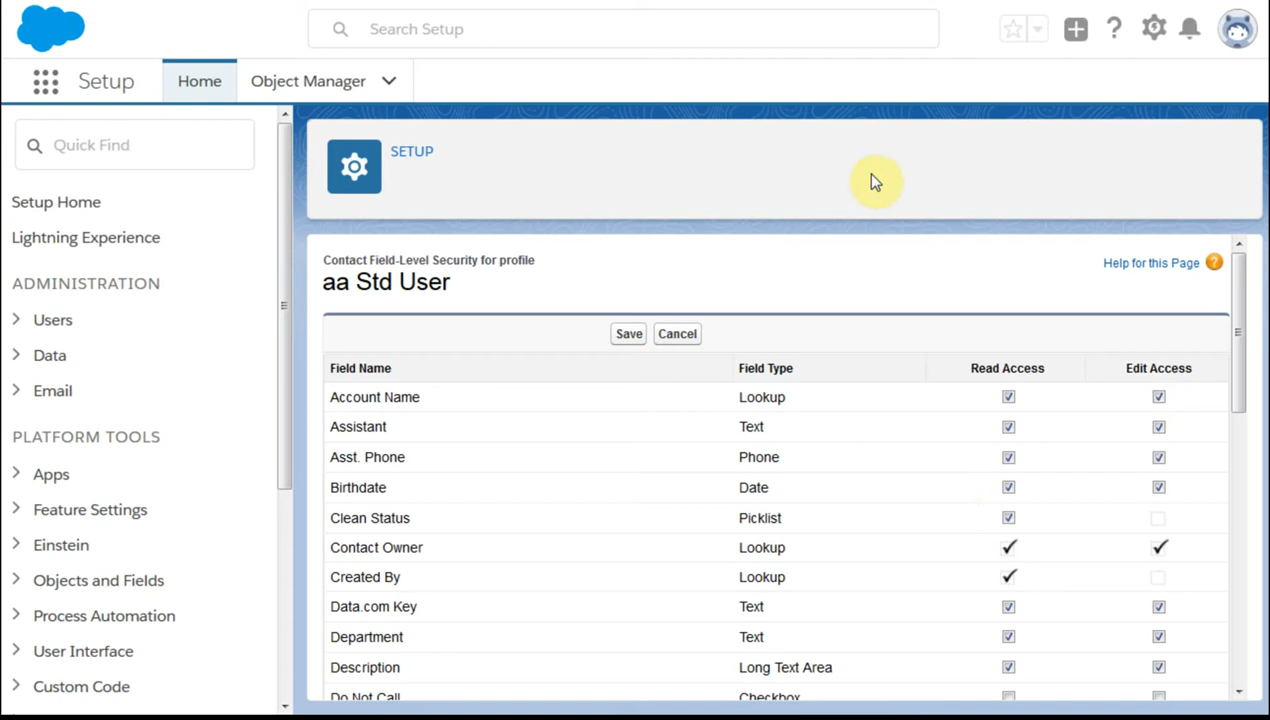 Search Setup
Setup
Home
Object Manager
Quick Find
Setup Home
Lightning Experience
ADMINISTRATION
Users
Data
Email
PLATFORM TOOLS
Apps
Feature Settings
Einstein
Objects and Fields
Process Automation
User Interface
Custom Code
SETUP
Contact Field-Level Security for profile
aa Std User
Help for this Page
Save Cancel
Field Name Field Type Read Access Edit Access
Account Name Lookup
Assistant Text
Asst. Phone Phone
Birthdate Date
Clean Status Picklist
Contact Owner Lookup
Created By Lookup
Data.com Key Text
Department Text
Description Long Text Area
Do Not Call Checkbox